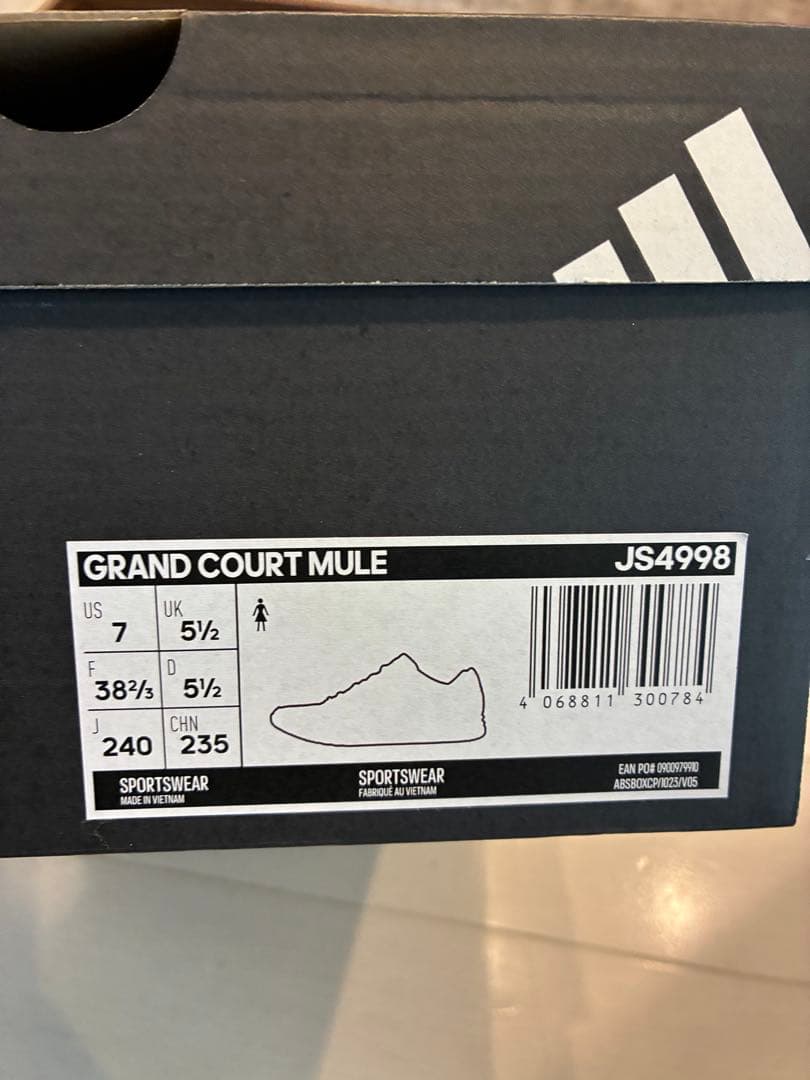 GRAND COURT MULE JS4998
US 7 UK 5½
F 38⅔ D 5½
J 240 CHN 235
4 068811 300784
SPORTSWEAR
MADE IN VIETNAM
SPORTSWEAR
FABRIQUÉ AU VIETNAM
EAN PO# 0900979910
ABSBOXCP/1023/V05